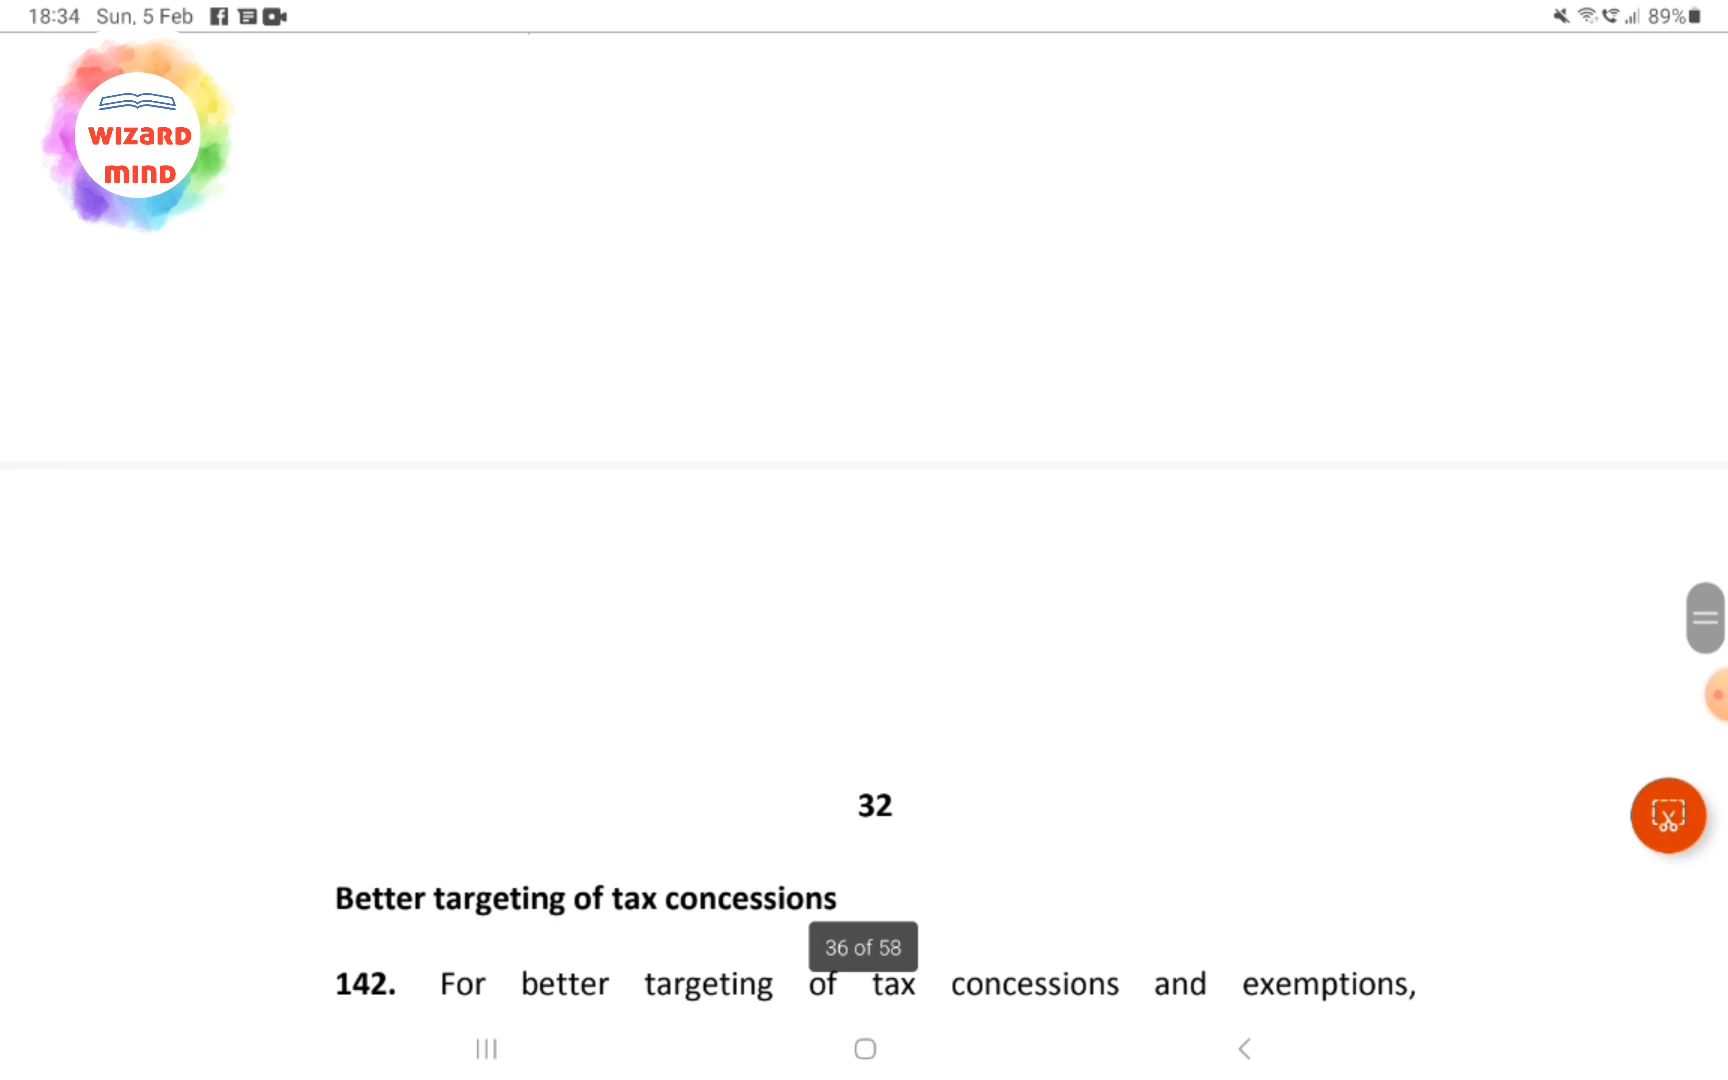 18:34 Sun, 5 Feb
89%
WIZARD
MIND
32
Better targeting of tax concessions
36 of 58
142. For better targeting of tax concessions and exemptions,